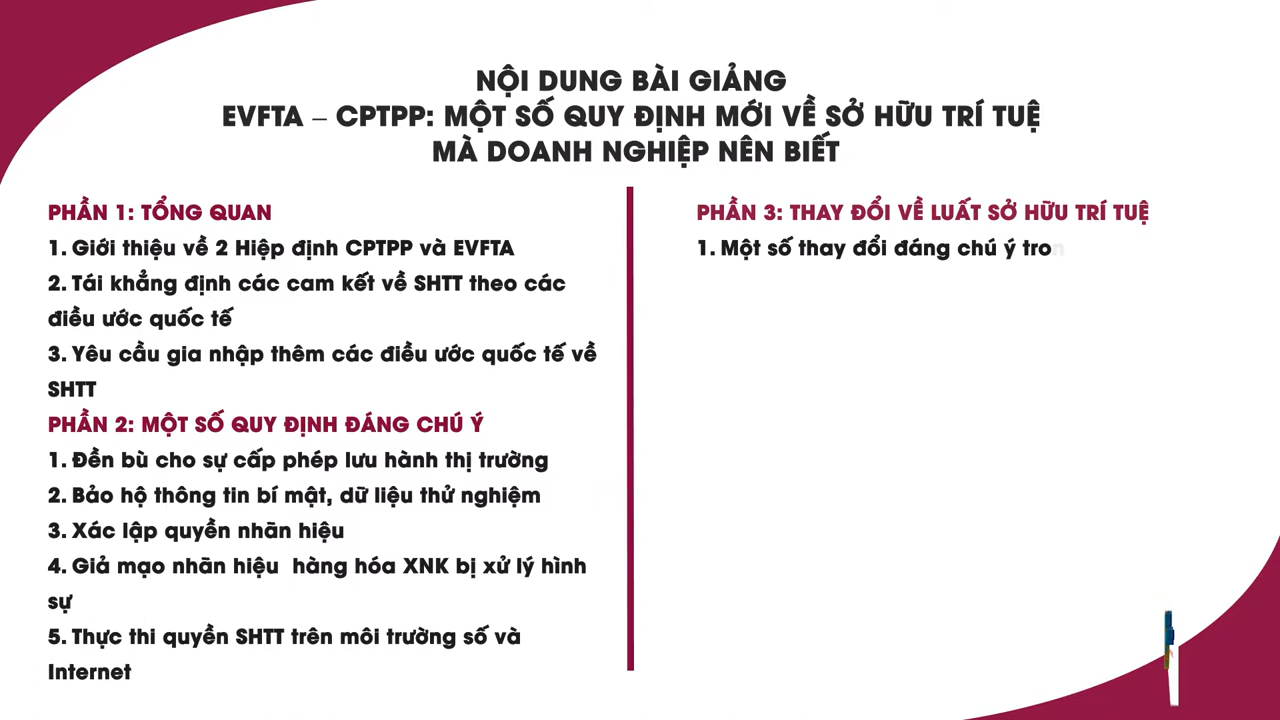 NỘI DUNG BÀI GIẢNG
EVFTA – CPTPP: MỘT SỐ QUY ĐỊNH MỚI VỀ SỞ HỮU TRÍ TUỆ
MÀ DOANH NGHIỆP NÊN BIẾT
PHẦN 1: TỔNG QUAN
1. Giới thiệu về 2 Hiệp định CPTPP và EVFTA
2. Tái khẳng định các cam kết về SHTT theo các
điều ước quốc tế
3. Yêu cầu gia nhập thêm các điều ước quốc tế về
SHTT
PHẦN 2: MỘT SỐ QUY ĐỊNH ĐÁNG CHÚ Ý
1. Đền bù cho sự cấp phép lưu hành thị trường
2. Bảo hộ thông tin bí mật, dữ liệu thử nghiệm
3. Xác lập quyền nhãn hiệu
4. Giả mạo nhãn hiệu  hàng hóa XNK bị xử lý hình
sự
5. Thực thi quyền SHTT trên môi trường số và
Internet
PHẦN 3: THAY ĐỔI VỀ LUẬT SỞ HỮU TRÍ TUỆ
1. Một số thay đổi đáng chú ý tron